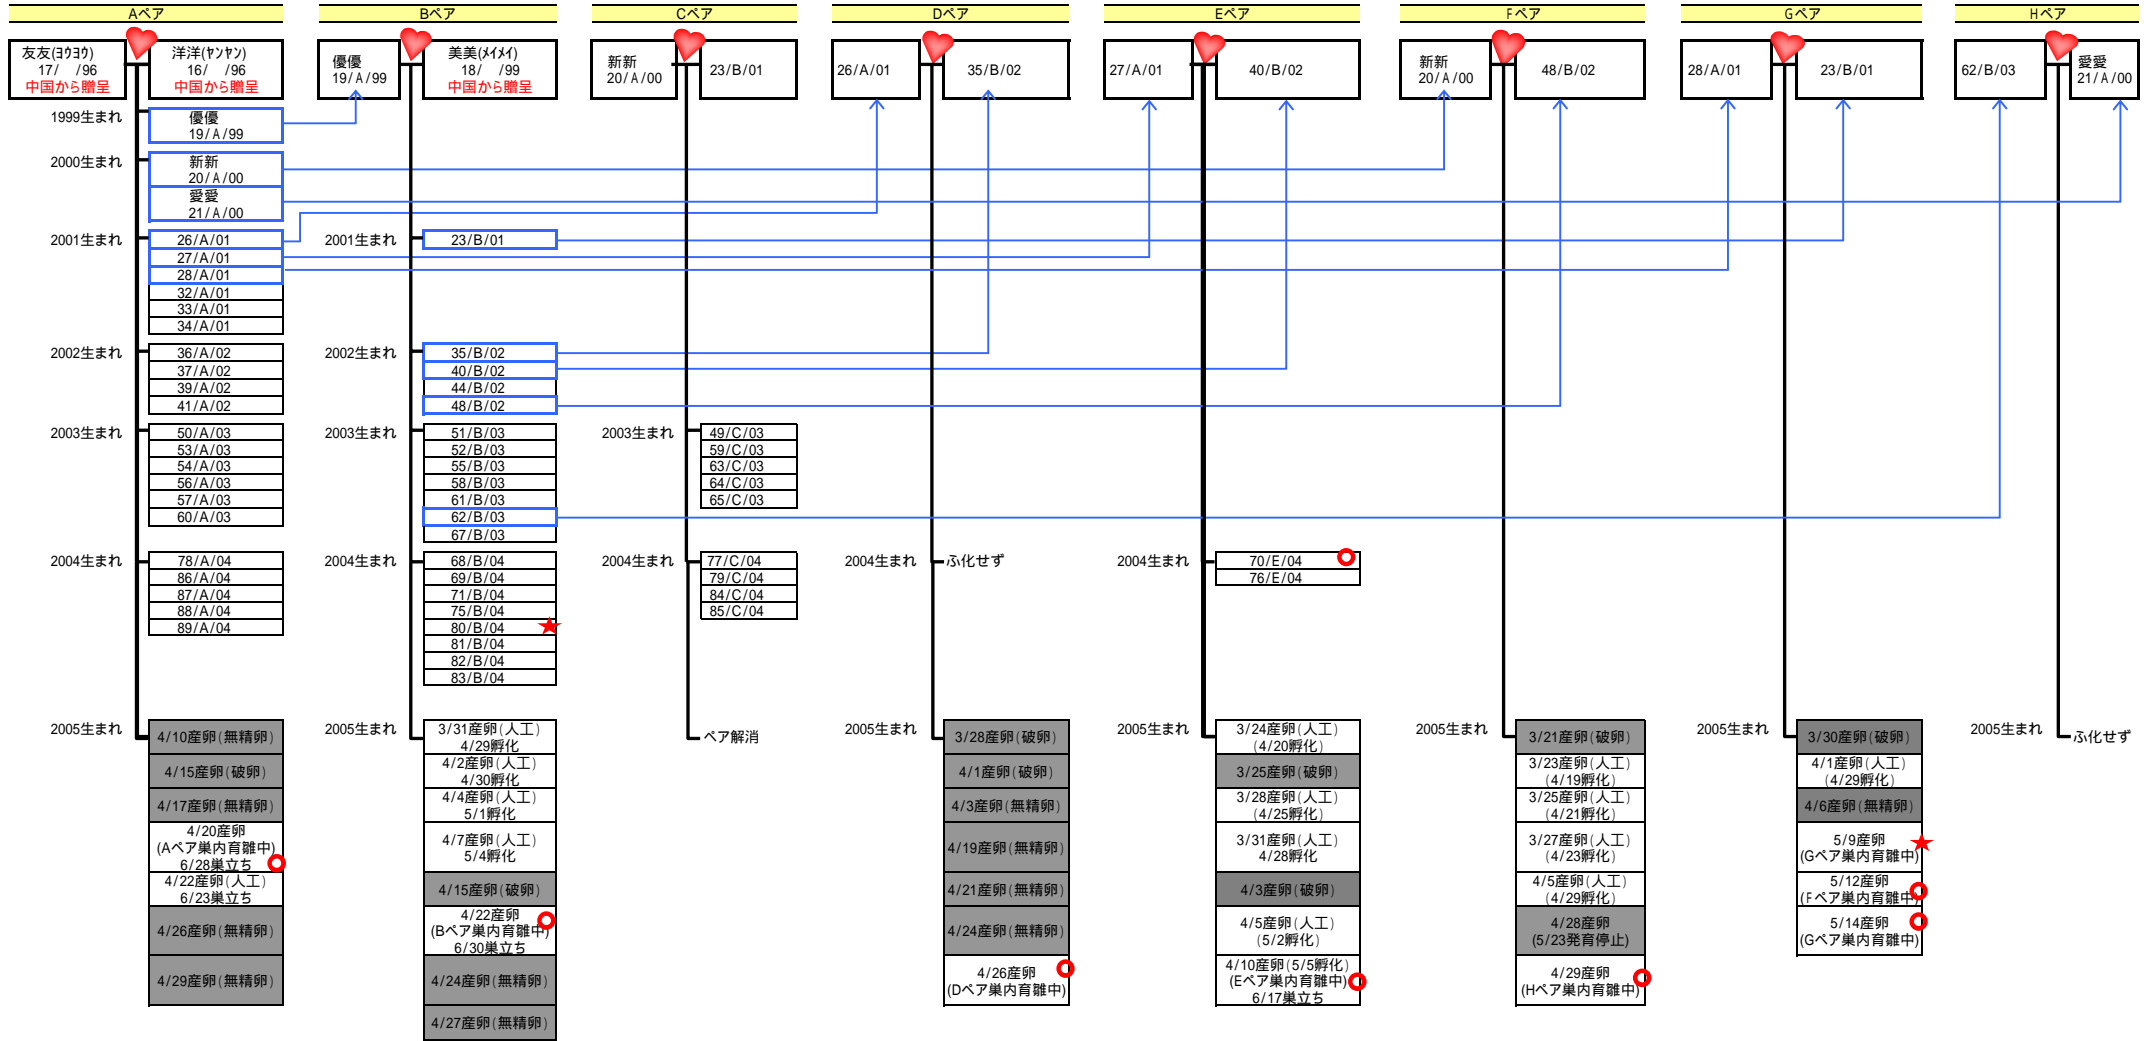 Aペア
友友(ﾖｳﾖｳ)
17/　/96
中国から贈呈
洋洋(ﾔﾝﾔﾝ)
16/　/96
中国から贈呈
1999生まれ
優優
19/A/99
2000生まれ
新新
20/A/00
愛愛
21/A/00
2001生まれ
26/A/01
27/A/01
28/A/01
32/A/01
33/A/01
34/A/01
2002生まれ
36/A/02
37/A/02
39/A/02
41/A/02
2003生まれ
50/A/03
53/A/03
54/A/03
56/A/03
57/A/03
60/A/03
2004生まれ
78/A/04
86/A/04
87/A/04
88/A/04
89/A/04
2005生まれ
4/10産卵(無精卵)
4/15産卵(破卵)
4/17産卵(無精卵)
4/20産卵
(Aペア巣内育雛中)
6/28巣立ち
4/22産卵(人工)
6/23巣立ち
4/26産卵(無精卵)
4/29産卵(無精卵)
Bペア
優優
19/A/99
美美(ﾒｲﾒｲ)
18/　/99
中国から贈呈
2001生まれ
23/B/01
2002生まれ
35/B/02
40/B/02
44/B/02
48/B/02
2003生まれ
51/B/03
52/B/03
55/B/03
58/B/03
61/B/03
62/B/03
67/B/03
2004生まれ
68/B/04
69/B/04
71/B/04
75/B/04
80/B/04
81/B/04
82/B/04
83/B/04
2005生まれ
3/31産卵(人工)
4/29孵化
4/2産卵(人工)
4/30孵化
4/4産卵(人工)
5/1孵化
4/7産卵(人工)
5/4孵化
4/15産卵(破卵)
4/22産卵
(Bペア巣内育雛中)
6/30巣立ち
4/24産卵(無精卵)
4/27産卵(無精卵)
Cペア
新新
20/A/00
23/B/01
2003生まれ
49/C/03
59/C/03
63/C/03
64/C/03
65/C/03
2004生まれ
77/C/04
79/C/04
84/C/04
85/C/04
ペア解消
Dペア
26/A/01
35/B/02
2004生まれ
ふ化せず
2005生まれ
3/28産卵(破卵)
4/1産卵(破卵)
4/3産卵(無精卵)
4/19産卵(無精卵)
4/21産卵(無精卵)
4/24産卵(無精卵)
4/26産卵
(Dペア巣内育雛中)
Eペア
27/A/01
40/B/02
2004生まれ
70/E/04
76/E/04
2005生まれ
3/24産卵(人工)
(4/20孵化)
3/25産卵(破卵)
3/28産卵(人工)
(4/25孵化)
3/31産卵(人工)
4/28孵化
4/3産卵(破卵)
4/5産卵(人工)
(5/2孵化)
4/10産卵(5/5孵化)
(Eペア巣内育雛中)
6/17巣立ち
Fペア
新新
20/A/00
48/B/02
2005生まれ
3/21産卵(破卵)
3/23産卵(人工)
(4/19孵化)
3/25産卵(人工)
(4/21孵化)
3/27産卵(人工)
(4/23孵化)
4/5産卵(人工)
(4/29孵化)
4/28産卵
(5/23発育停止)
4/29産卵
(Hペア巣内育雛中)
Gペア
28/A/01
23/B/01
2005生まれ
3/30産卵(破卵)
4/1産卵(人工)
(4/29孵化)
4/6産卵(無精卵)
5/9産卵
(Gペア巣内育雛中)
5/12産卵
(Fペア巣内育雛中)
5/14産卵
(Gペア巣内育雛中)
Hペア
62/B/03
愛愛
21/A/00
2005生まれ
ふ化せず